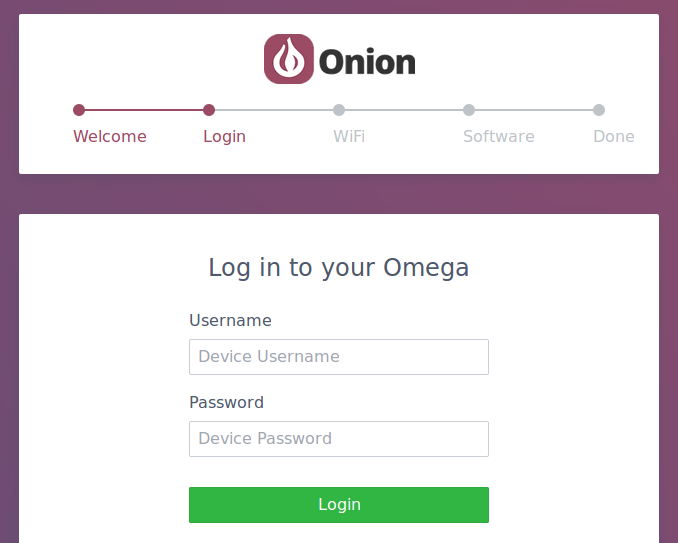 Onion
Welcome Login WiFi Software Done
Log in to your Omega
Username
Device Username
Password
Device Password
Login